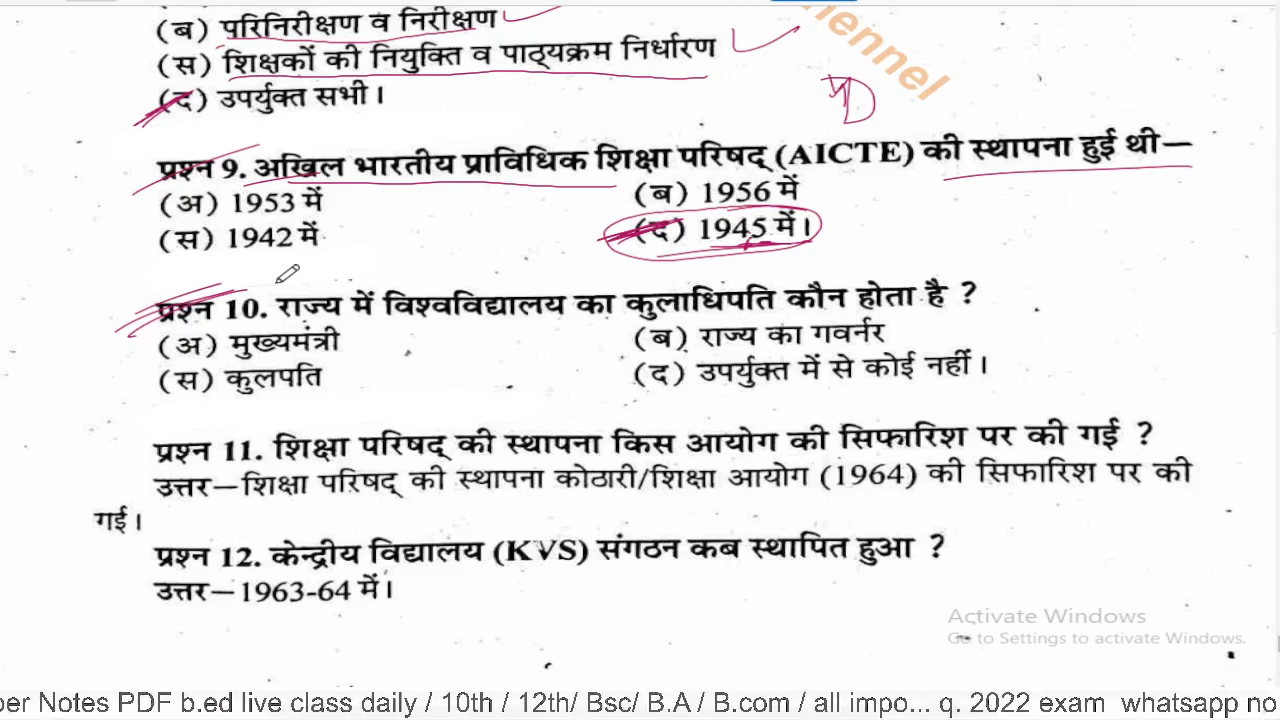 (ब) परिनिरीक्षण व निरीक्षण
(स) शिक्षकों की नियुक्ति व पाठ्यक्रम निर्धारण
(द) उपर्युक्त सभी।
D
प्रश्न 9. अखिल भारतीय प्राविधिक शिक्षा परिषद् (AICTE) की स्थापना हुई थी—
(अ) 1953 में (ब) 1956 में
(स) 1942 में (द) 1945 में।
प्रश्न 10. राज्य में विश्वविद्यालय का कुलाधिपति कौन होता है ?
(अ) मुख्यमंत्री (ब) राज्य का गवर्नर
(स) कुलपति (द) उपर्युक्त में से कोई नहीं।
प्रश्न 11. शिक्षा परिषद् की स्थापना किस आयोग की सिफारिश पर की गई ?
उत्तर—शिक्षा परिषद् की स्थापना कोठारी/शिक्षा आयोग (1964) की सिफारिश पर की
गई।
प्रश्न 12. केन्द्रीय विद्यालय (KVS) संगठन कब स्थापित हुआ ?
उत्तर—1963-64 में।
Activate Windows
Go to Settings to activate Windows.
per Notes PDF b.ed live class daily / 10th / 12th/ Bsc/ B.A / B.com / all impo... q. 2022 exam whatsapp no